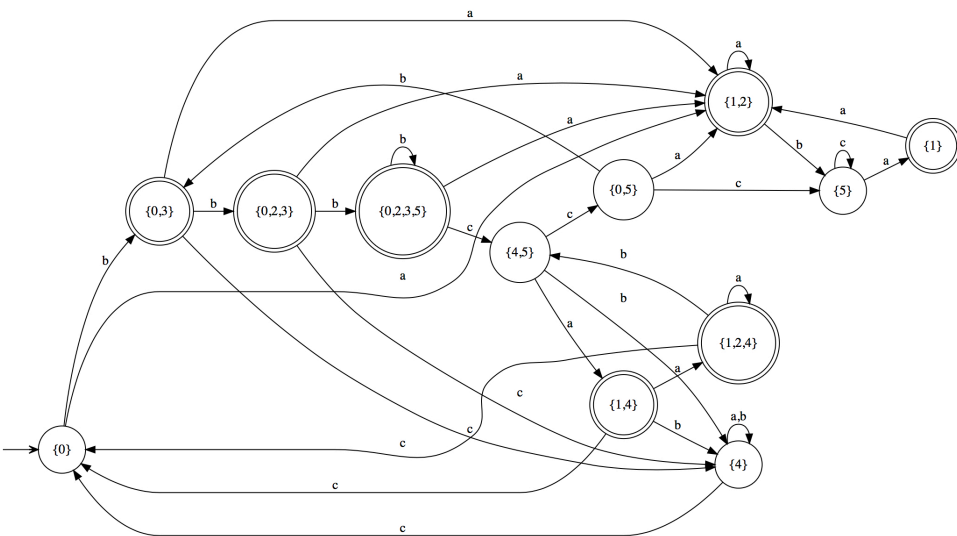 a
a
b
a
{1,2}
a
a
b
{1}
b
c
a
a
{0,5}
c
{5}
{0,3}
b
{0,2,3}
b
{0,2,3,5}
c
c
{4,5}
b
b
a
a
b
a
{1,2,4}
a
c
{1,4}
b
a,b
{0}
c
c
{4}
c
c